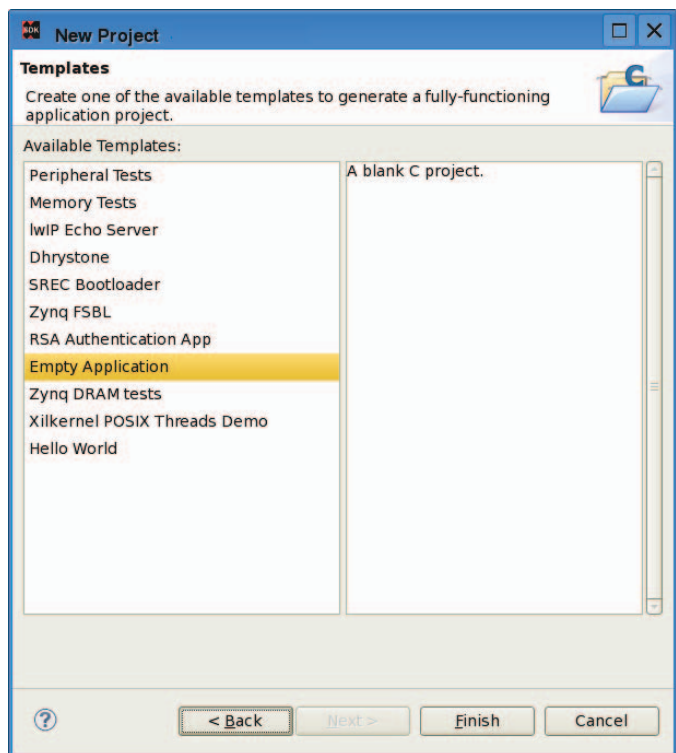 SDK
New Project
Templates
Create one of the available templates to generate a fully-functioning
application project.
Available Templates:
Peripheral Tests
Memory Tests
lwIP Echo Server
Dhrystone
SREC Bootloader
Zynq FSBL
RSA Authentication App
Empty Application
Zynq DRAM tests
Xilkernel POSIX Threads Demo
Hello World
A blank C project.
?
< Back
Next >
Finish
Cancel